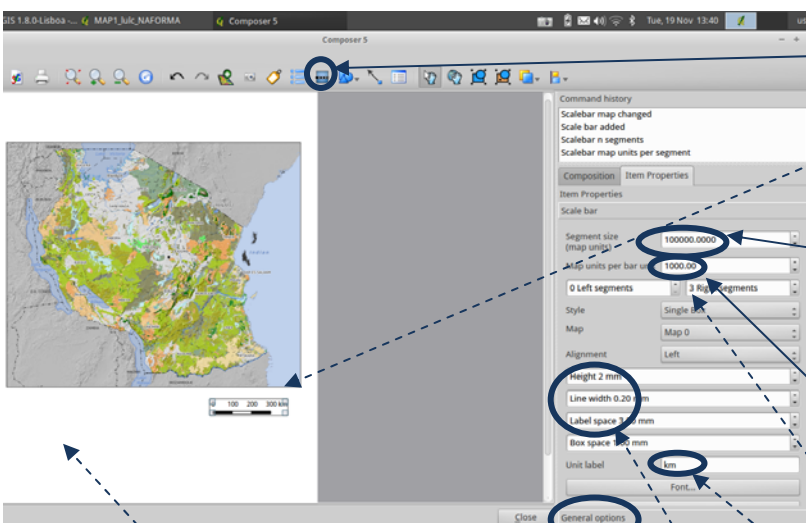 GIS 1.8.0-Lisboa -... MAP1_lulc_NAFORMA Composer 5 Tue, 19 Nov 13:40
Composer 5
Command history
Scalebar map changed
Scale bar added
Scalebar n segments
Scalebar map units per segment
Composition Item Properties
Item Properties
Scale bar
Segment size
(map units) 100000.0000
Map units per bar 1000.00
0 Left segments 3 Right segments
Style Single Box
Map Map 0
Alignment Left
Height 2 mm
Line width 0.20 mm
Label space mm
Box space mm
Unit label km
Font...
0 100 200 300 km
Close General options